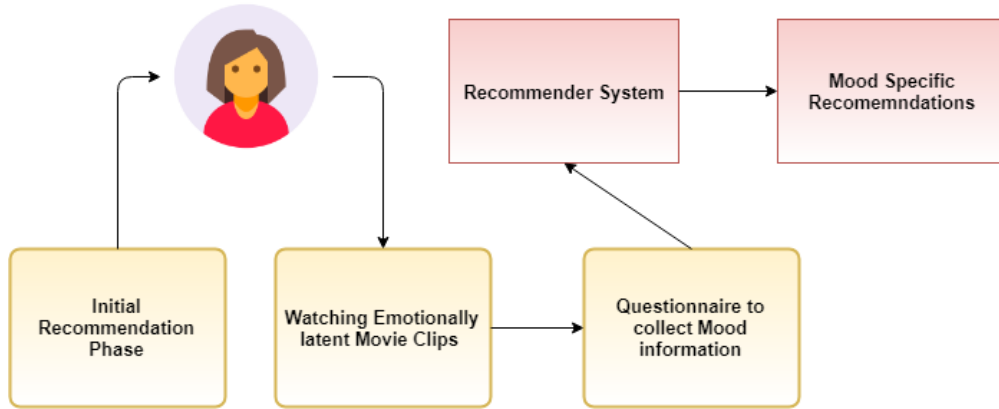 Recommender System
Mood Specific
Recomemndations
Initial
Recommendation
Phase
Watching Emotionally
latent Movie Clips
Questionnaire to
collect Mood
information